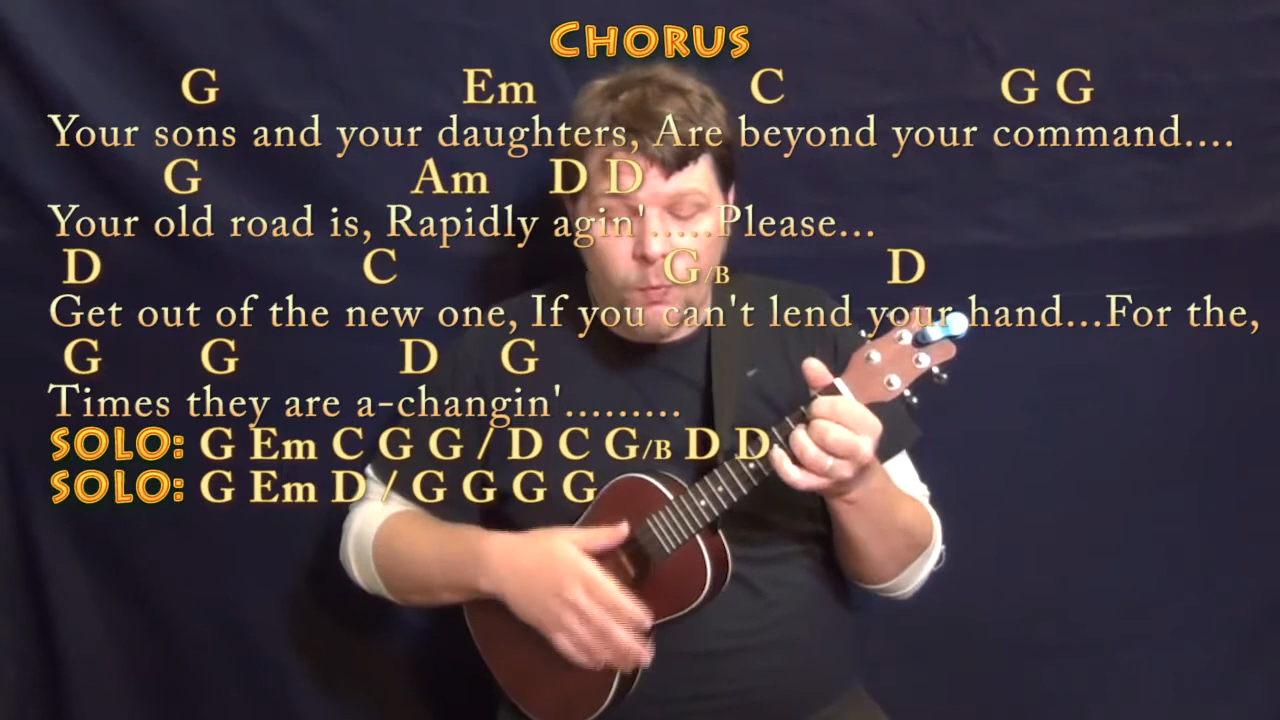 CHORUS
G Em C G G
Your sons and your daughters, Are beyond your command....
G Am D D
Your old road is, Rapidly agin'.....Please...
D C G/B D
Get out of the new one, If you can't lend your hand...For the,
G G D G
Times they are a-changin'.........
SOLO: G Em C G G / D C G/B D D
SOLO: G Em D / G G G G